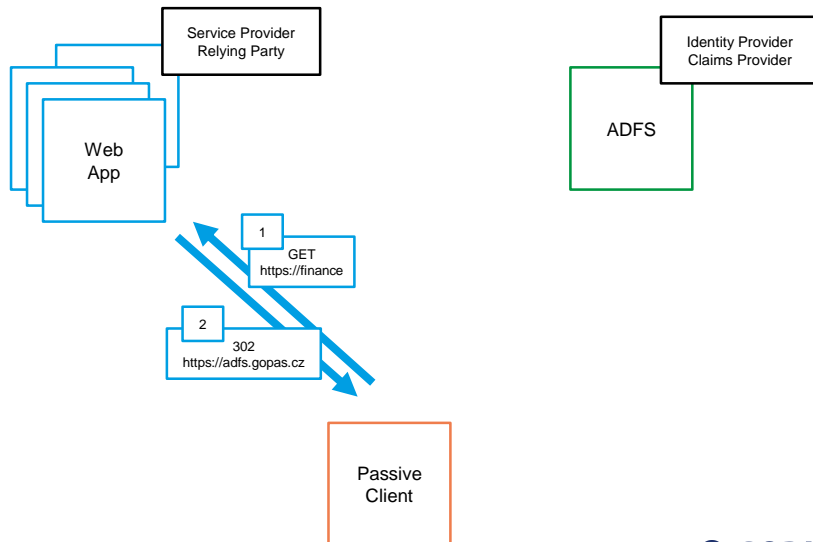 Service Provider
Relying Party
Identity Provider
Claims Provider
Web
App
ADFS
1
GET
https://finance
2
302
https://adfs.gopas.cz
Passive
Client